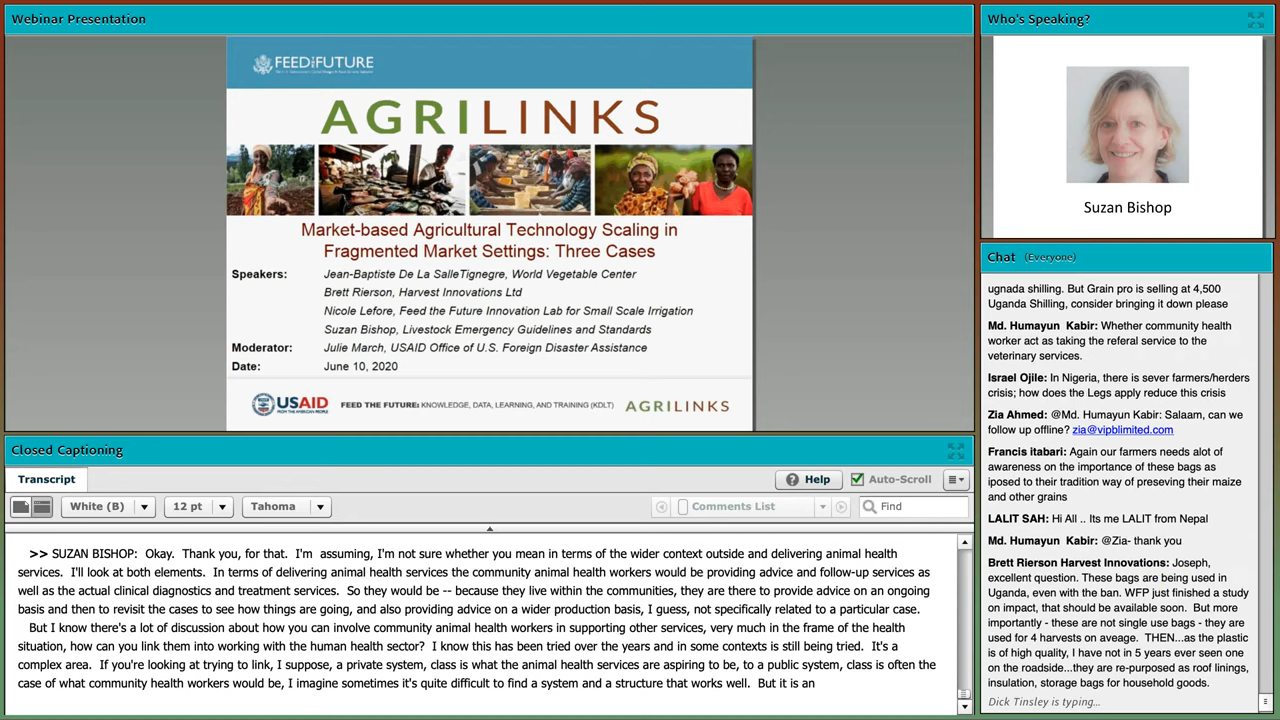 Webinar Presentation
FEED THE FUTURE
AGRILINKS
Market-based Agricultural Technology Scaling in
Fragmented Market Settings: Three Cases
Speakers: Jean-Baptiste De La SalleTignegre, World Vegetable Center
Brett Rierson, Harvest Innovations Ltd
Nicole Lefore, Feed the Future Innovation Lab for Small Scale Irrigation
Suzan Bishop, Livestock Emergency Guidelines and Standards
Moderator: Julie March, USAID Office of U.S. Foreign Disaster Assistance
Date: June 10, 2020
USAID
FROM THE AMERICAN PEOPLE
FEED THE FUTURE: KNOWLEDGE, DATA, LEARNING, AND TRAINING (KDLT)
AGRILINKS
Who's Speaking?
Suzan Bishop
Closed Captioning
Transcript
Help
Auto-Scroll
White (B)
12 pt
Tahoma
Comments List
Find
>> SUZAN BISHOP: Okay. Thank you, for that. I'm assuming, I'm not sure whether you mean in terms of the wider context outside and delivering animal health
services. I'll look at both elements. In terms of delivering animal health services the community animal health workers would be providing advice and follow-up services as
well as the actual clinical diagnostics and treatment services. So they would be -- because they live within the communities, they are there to provide advice on an ongoing
basis and then to revisit the cases to see how things are going, and also providing advice on a wider production basis, I guess, not specifically related to a particular case.
But I know there's a lot of discussion about how you can involve community animal health workers in supporting other services, very much in the frame of the health
situation, how can you link them into working with the human health sector? I know this has been tried over the years and in some contexts is still being tried. It's a
complex area. If you're looking at trying to link, I suppose, a private system, class is what the animal health services are aspiring to be, to a public system, class is often the
case of what community health workers would be, I imagine sometimes it's quite difficult to find a system and a structure that works well. But it is an
Chat (Everyone)
ugnada shilling. But Grain pro is selling at 4,500
Uganda Shilling, consider bringing it down please
Md. Humayun Kabir: Whether community health
worker act as taking the referal service to the
veterinary services.
Israel Ojile: In Nigeria, there is sever farmers/herders
crisis; how does the Legs apply reduce this crisis
Zia Ahmed: @Md. Humayun Kabir: Salaam, can we
follow up offline? zia@vipblimited.com
Francis itabari: Again our farmers needs alot of
awareness on the importance of these bags as
iposed to their tradition way of preseving their maize
and other grains
LALIT SAH: Hi All .. Its me LALIT from Nepal
Md. Humayun Kabir: @Zia- thank you
Brett Rierson Harvest Innovations: Joseph,
excellent question. These bags are being used in
Uganda, even with the ban. WFP just finished a study
on impact, that should be available soon. But more
importantly - these are not single use bags - they are
used for 4 harvests on aveage. THEN...as the plastic
is of high quality, I have not in 5 years ever seen one
on the roadside...they are re-purposed as roof linings,
insulation, storage bags for household goods.
Dick Tinsley is typing...